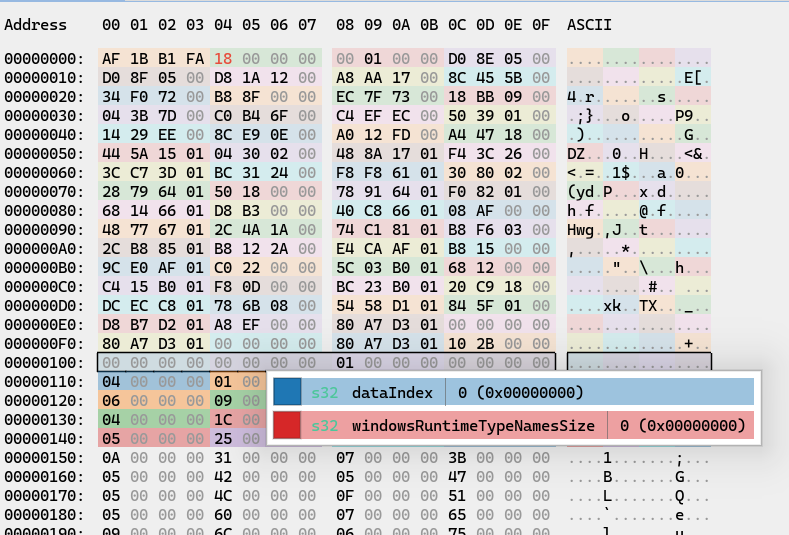 Address 00 01 02 03 04 05 06 07 08 09 0A 0B 0C 0D 0E 0F ASCII
00000000: AF 1B B1 FA 18 00 00 00 00 01 00 00 D0 8E 05 00 ................
00000010: D0 8F 05 00 D8 1A 12 00 A8 AA 17 00 8C 45 5B 00 .............E[.
00000020: 34 F0 72 00 B8 8F 00 00 EC 7F 73 00 18 BB 09 00 4.r.......s.....
00000030: 04 3B 7D 00 C0 B4 6F 00 C4 EF EC 00 50 39 01 00 .;}...o.....P9..
00000040: 14 29 EE 00 8C E9 0E 00 A0 12 FD 00 A4 47 18 00 .)...........G..
00000050: 44 5A 15 01 04 30 02 00 48 8A 17 01 F4 3C 26 00 DZ...0..H....<&.
00000060: 3C C7 3D 01 BC 31 24 00 F8 F8 61 01 30 80 02 00 <.=..1$...a.0...
00000070: 28 79 64 01 50 18 00 00 78 91 64 01 F0 82 01 00 (yd.P...x.d.....
00000080: 68 14 66 01 D8 B3 00 00 40 C8 66 01 08 AF 00 00 h.f.....@.f.....
00000090: 48 77 67 01 2C 4A 1A 00 74 C1 81 01 B8 F6 03 00 Hwg.,J..t.......
000000A0: 2C B8 85 01 B8 12 2A 00 E4 CA AF 01 B8 15 00 00 ,.....*.........
000000B0: 9C E0 AF 01 C0 22 00 00 5C 03 B0 01 68 12 00 00 ....."..\...h...
000000C0: C4 15 B0 01 F8 0D 00 00 BC 23 B0 01 20 C9 18 00 .........#.. ...
000000D0: DC EC C8 01 78 6B 08 00 54 58 D1 01 84 5F 01 00 ....xk..TX..._..
000000E0: D8 B7 D2 01 A8 EF 00 00 80 A7 D3 01 00 00 00 00 ................
000000F0: 80 A7 D3 01 00 00 00 00 80 A7 D3 01 10 2B 00 00 .............+..
00000100: 00 00 00 00 00 00 00 00 01 00 00 00 00 00 00 00 ................
00000110: 04 00 00 00 01 00
s32 dataIndex 0 (0x00000000)
00000120: 06 00 00 00 09 00
00000130: 04 00 00 00 1C 00
s32 windowsRuntimeTypeNamesSize 0 (0x00000000)
00000140: 05 00 00 00 25 00
00000150: 0A 00 00 00 31 00 00 00 07 00 00 00 3B 00 00 00 ....1.......;...
00000160: 05 00 00 00 42 00 00 00 05 00 00 00 47 00 00 00 ....B.......G...
00000170: 05 00 00 00 4C 00 00 00 0F 00 00 00 51 00 00 00 ....L.......Q...
00000180: 05 00 00 00 60 00 00 00 07 00 00 00 65 00 00 00 ....`.......e...
00000190: 09 00 00 00 6C 00 00 00 06 00 00 00 75 00 00 00 ....l.......u...